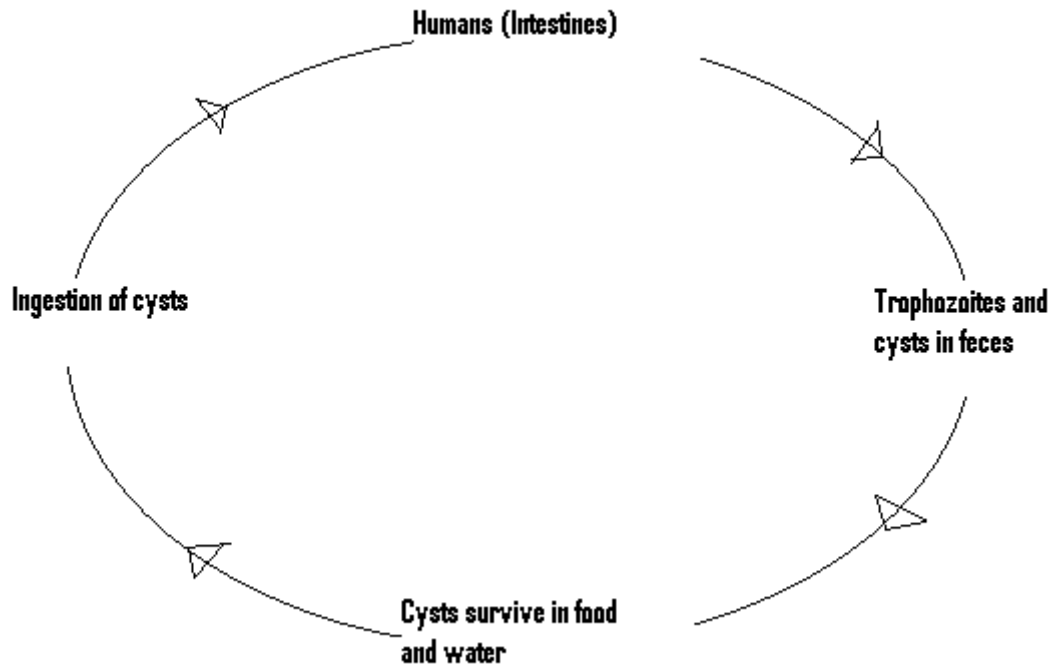 Humans (Intestines)
Ingestion of cysts
Trophozoites and
cysts in feces
Cysts survive in food
and water